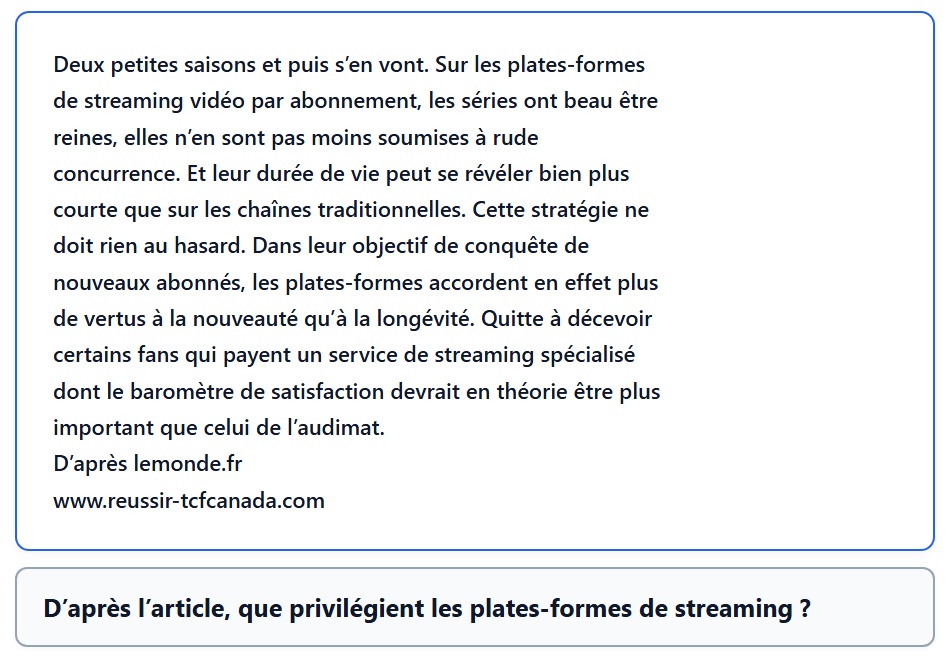 Deux petites saisons et puis s’en vont. Sur les plates-formes
de streaming vidéo par abonnement, les séries ont beau être
reines, elles n’en sont pas moins soumises à rude
concurrence. Et leur durée de vie peut se révéler bien plus
courte que sur les chaînes traditionnelles. Cette stratégie ne
doit rien au hasard. Dans leur objectif de conquête de
nouveaux abonnés, les plates-formes accordent en effet plus
de vertus à la nouveauté qu’à la longévité. Quitte à décevoir
certains fans qui payent un service de streaming spécialisé
dont le baromètre de satisfaction devrait en théorie être plus
important que celui de l’audimat.
D’après lemonde.fr
www.reussir-tcfcanada.com
D’après l’article, que privilégient les plates-formes de streaming ?